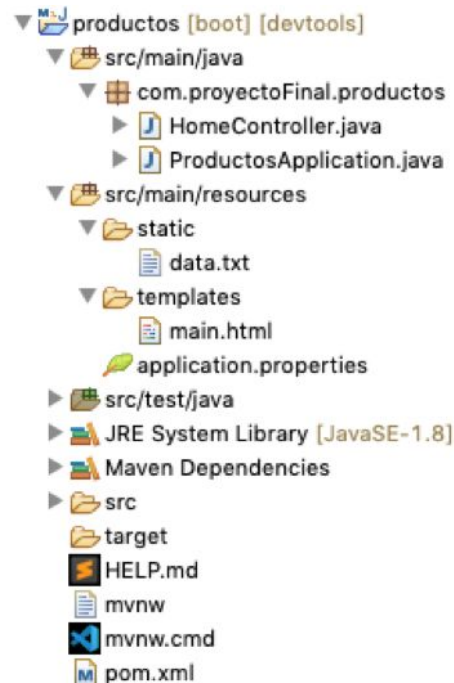 productos [boot] [devtools]
src/main/java
com.proyectoFinal.productos
HomeController.java
ProductosApplication.java
src/main/resources
static
data.txt
templates
main.html
application.properties
src/test/java
JRE System Library [JavaSE-1.8]
Maven Dependencies
src
target
HELP.md
mvnw
mvnw.cmd
pom.xml